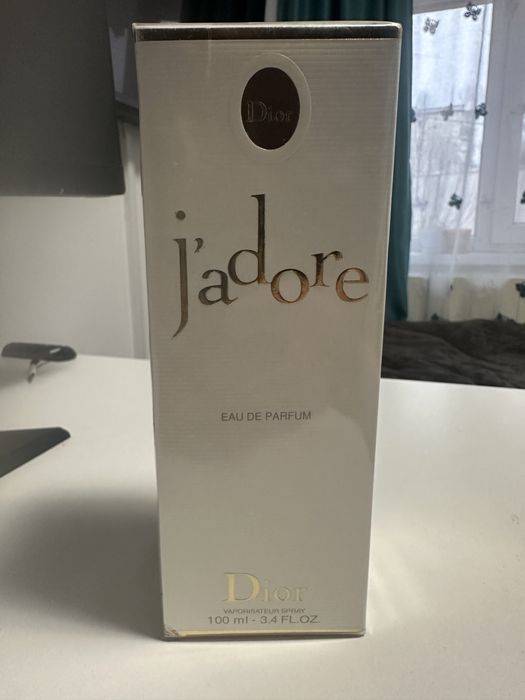 Dior
j'adore
EAU DE PARFUM
Dior
VAPORISATEUR SPRAY
100 ml - 3.4 FL.OZ.